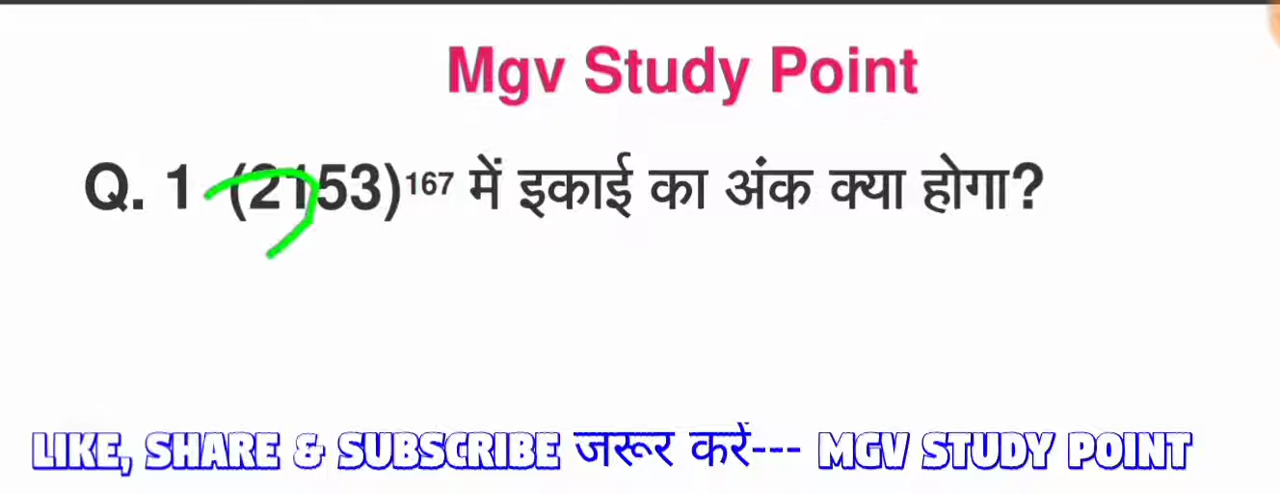 Mgv Study Point
Q. 1 (2153)¹⁶⁷ में इकाई का अंक क्या होगा?
LIKE, SHARE & SUBSCRIBE जरूर करें--- MGV STUDY POINT